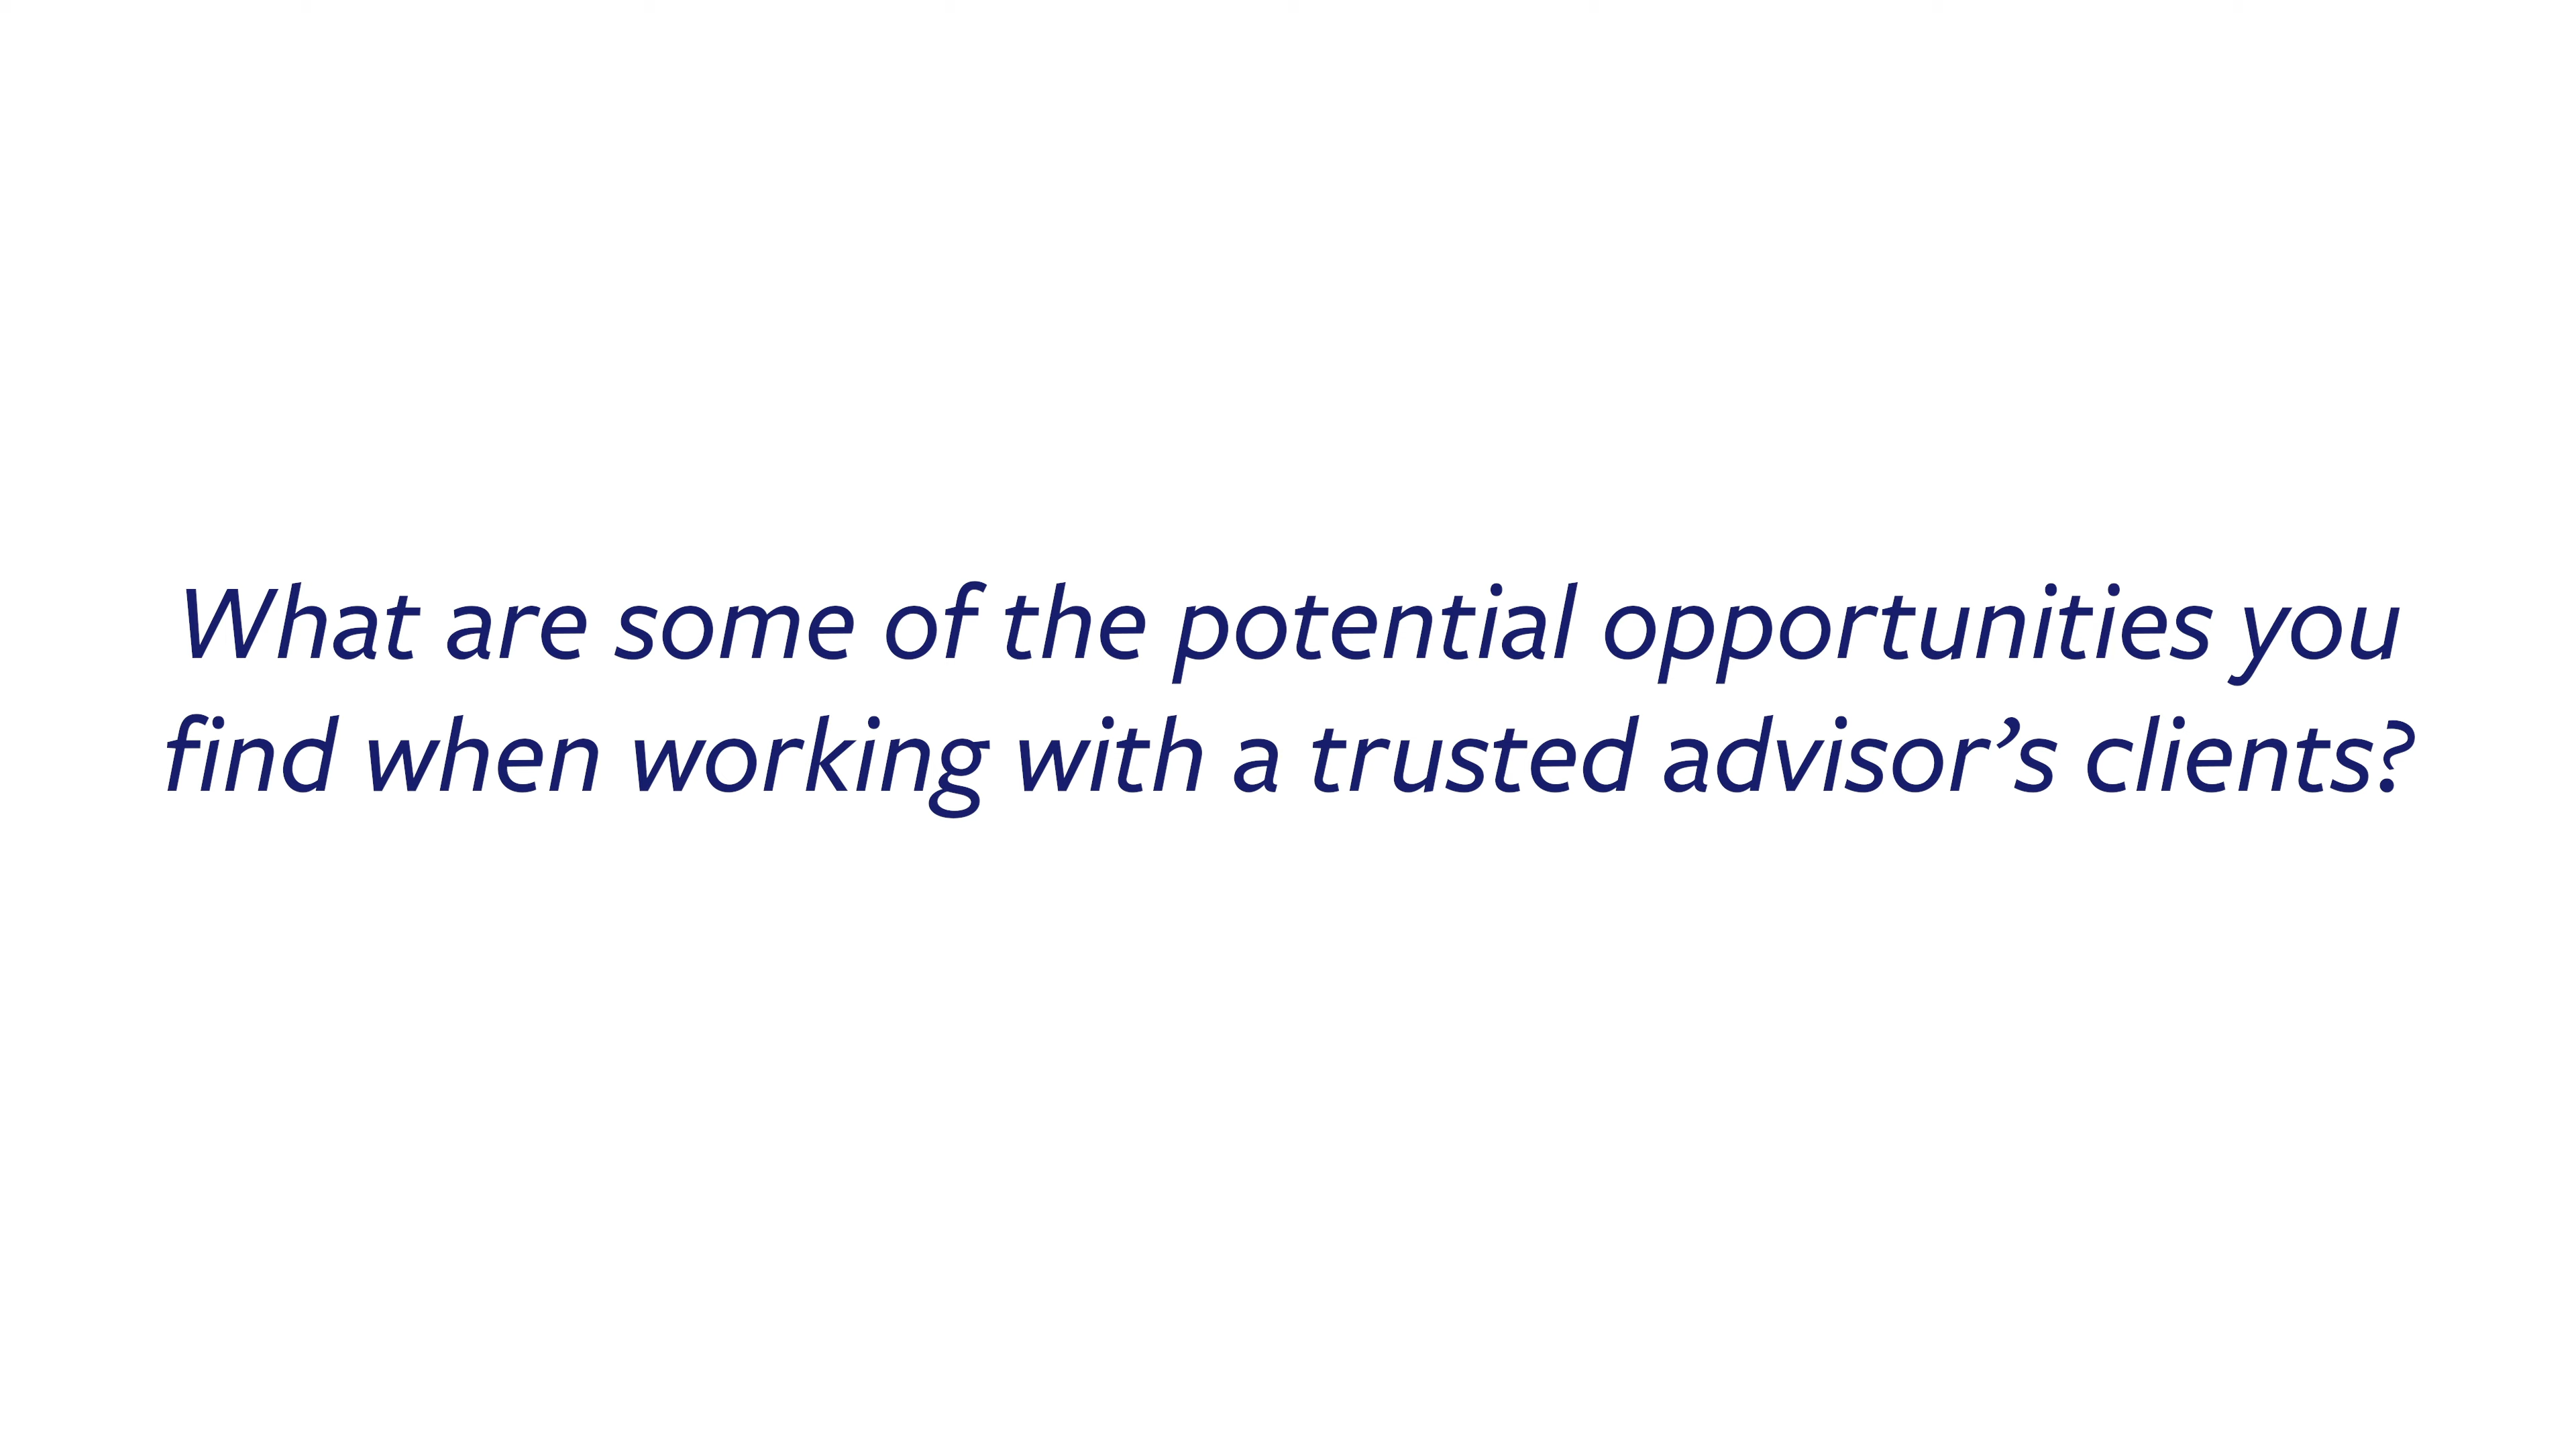 What are some of the potential opportunities you
find when working with a trusted advisor’s clients?